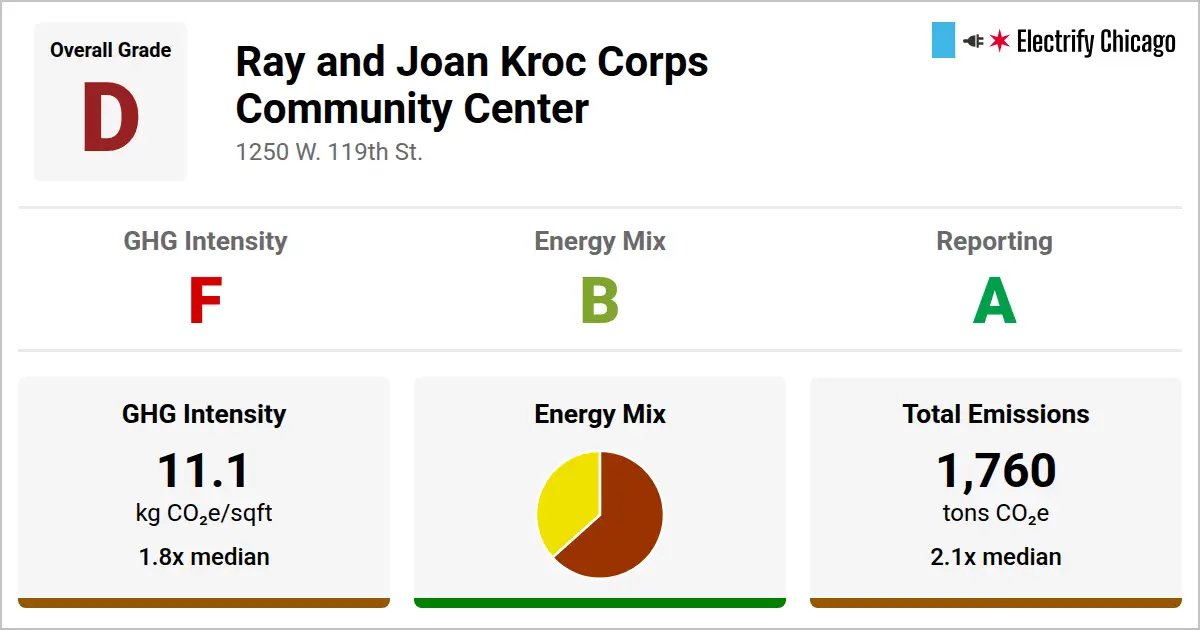 Overall Grade
D
Ray and Joan Kroc Corps
Community Center
1250 W. 119th St.
Electrify Chicago
GHG Intensity
F
Energy Mix
B
Reporting
A
GHG Intensity
11.1
kg CO₂e/sqft
1.8x median
Energy Mix
Total Emissions
1,760
tons CO₂e
2.1x median